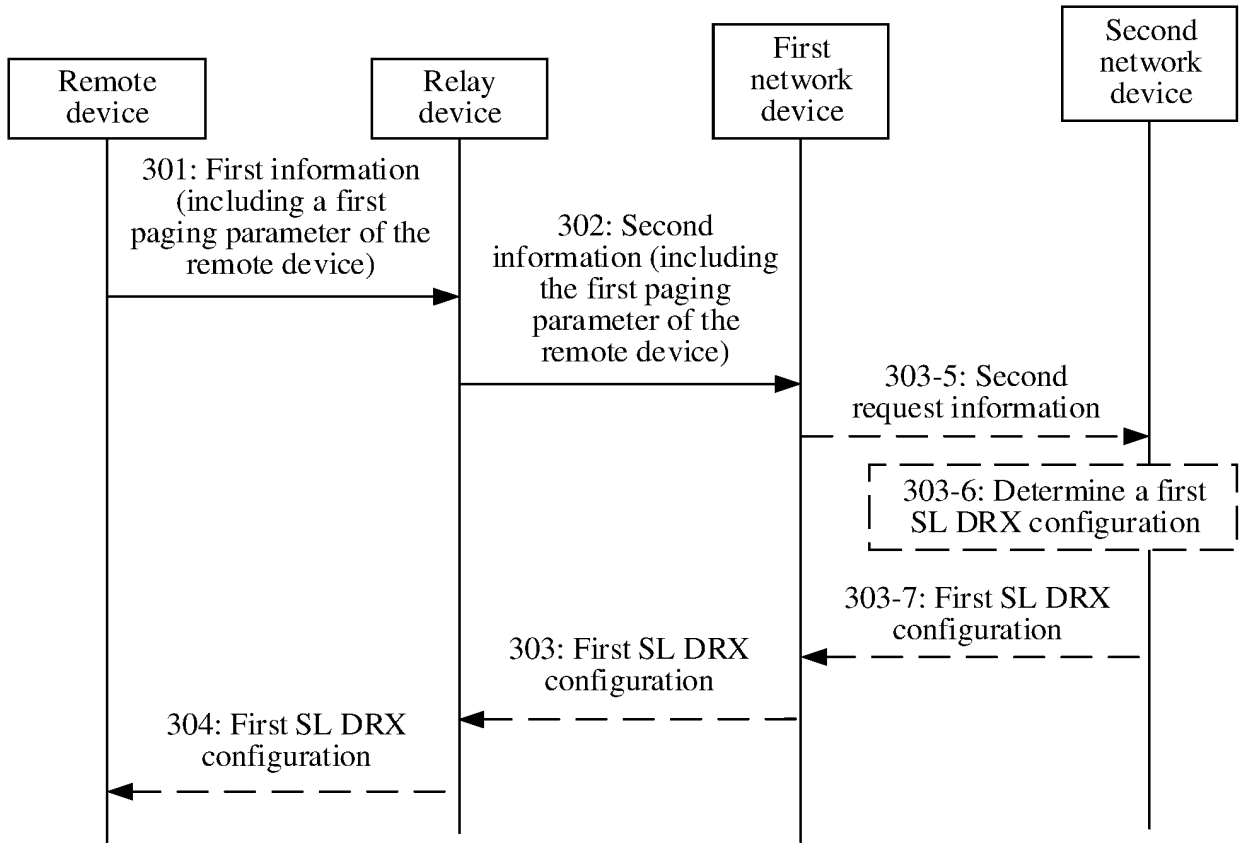 Remote
device
Relay
device
First
network
device
Second
network
device
301: First information
(including a first
paging parameter of the
remote device)
302: Second
information (including
the first paging
parameter of the
remote device)
303-5: Second
request information
303-6: Determine a first
SL DRX configuration
303-7: First SL DRX
configuration
303: First SL DRX
configuration
304: First SL DRX
configuration